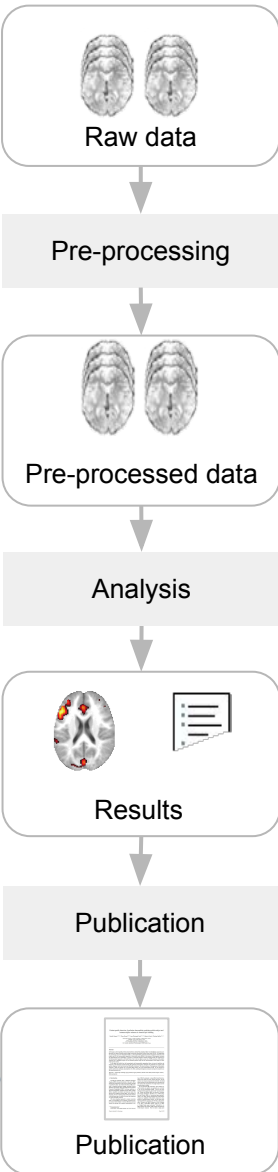 Raw data
Pre-processing
Pre-processed data
Analysis
Results
Publication
Publication